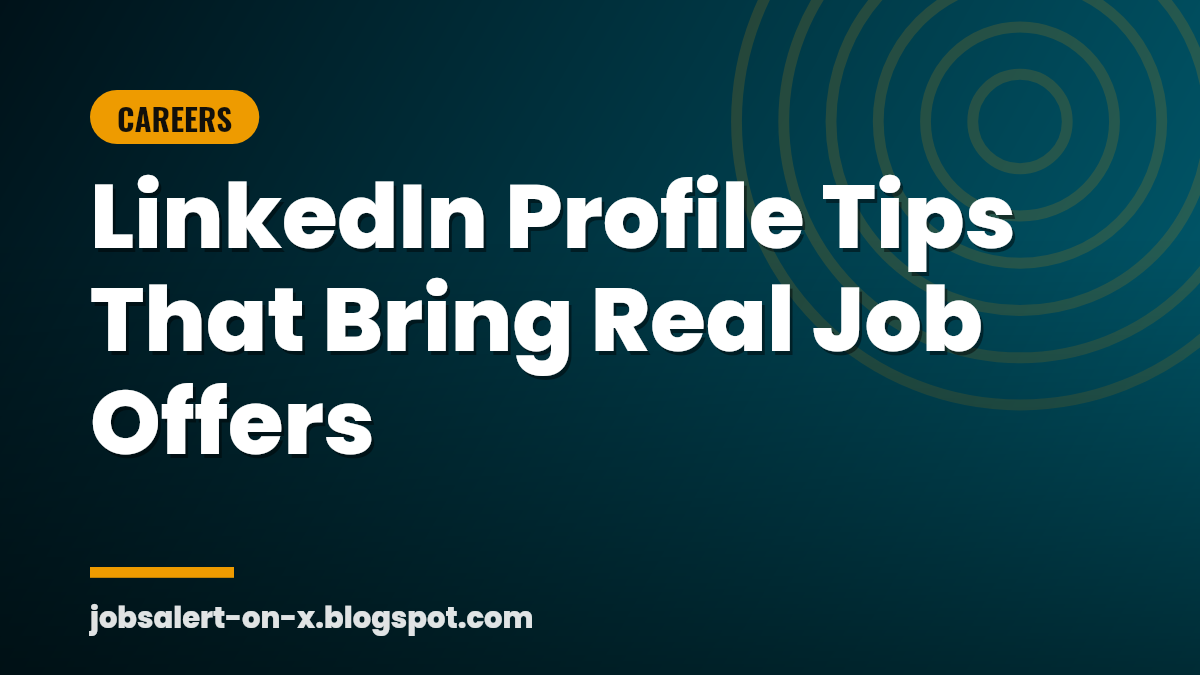 CAREERS
LinkedIn Profile Tips
That Bring Real Job
Offers
jobsalert-on-x.blogspot.com